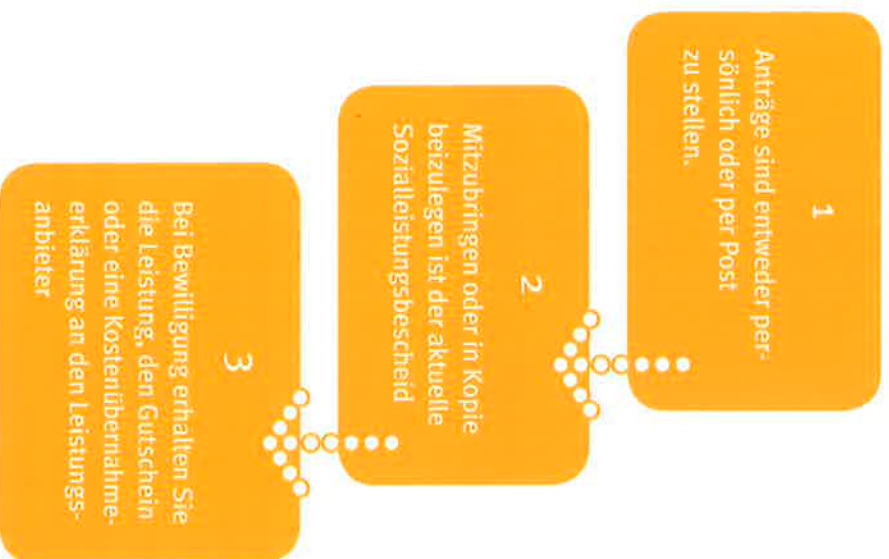 1
Anträge sind entweder per-
sönlich oder per Post
zu stellen.
2
Mitzubringen oder in Kopie
beizulegen ist der aktuelle
Sozialleistungsbescheid
3
Bei Bewilligung erhalten Sie
die Leistung, den Gutschein
oder eine Kostenübernahme-
erklärung an den Leistungs-
anbieter